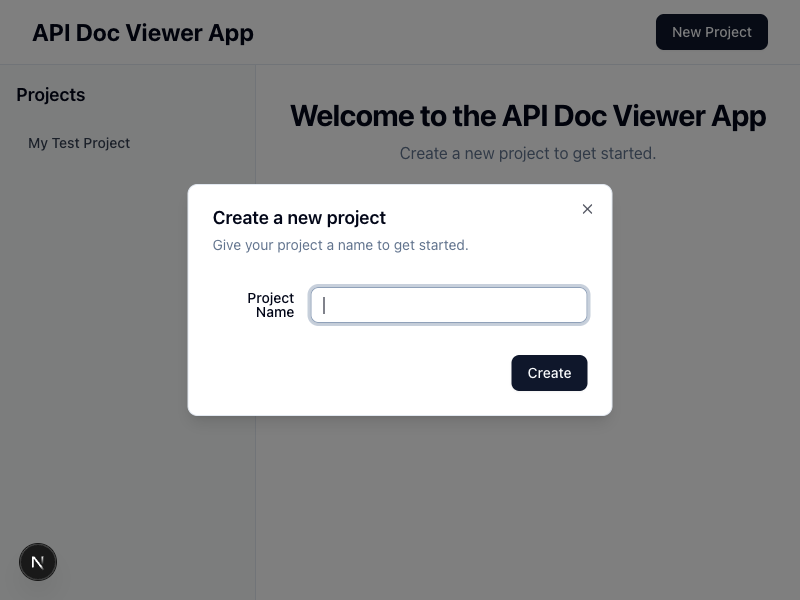 API Doc Viewer App
New Project
Projects
My Test Project
Welcome to the API Doc Viewer App
Create a new project to get started.
Create a new project
Give your project a name to get started.
Project
Name
Create
N